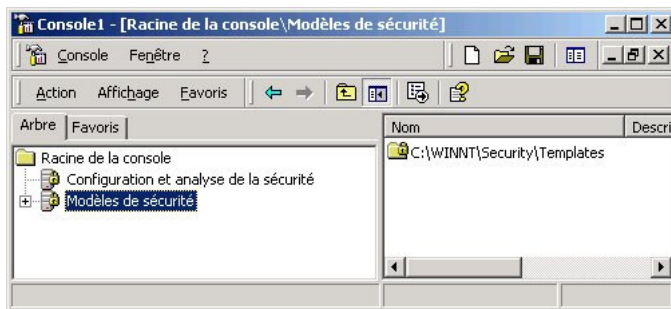 Console1 - [Racine de la console\Modèles de sécurité]
Console Fenêtre ?
Action Affichage Favoris
Arbre Favoris
Nom Descri
Racine de la console
Configuration et analyse de la sécurité
Modèles de sécurité
C:\WINNT\Security\Templates